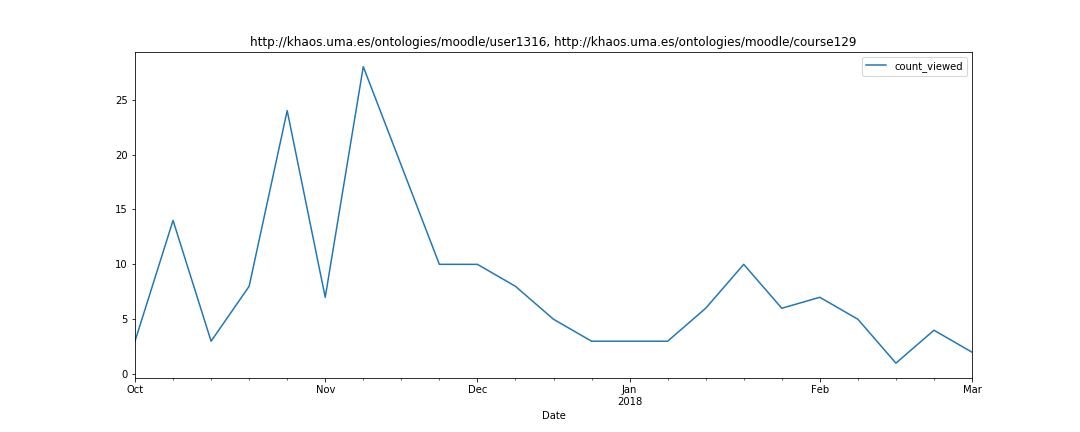 http://khaos.uma.es/ontologies/moodle/user1316, http://khaos.uma.es/ontologies/moodle/course129
count_viewed
25
20
15
10
5
0
Oct Nov Dec Jan Feb Mar
2018
Date